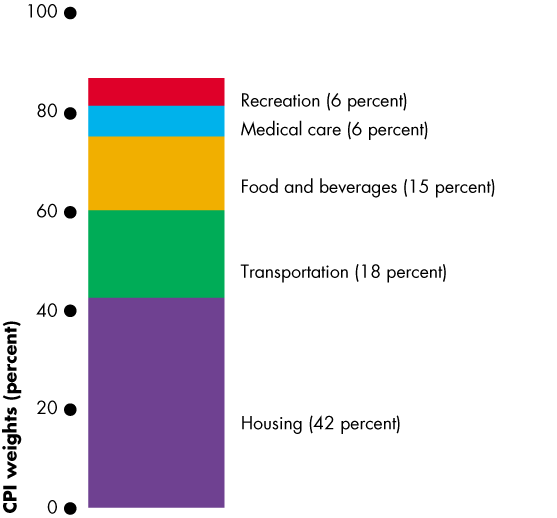 100
80
60
40
20
0
CPI weights (percent)
Recreation (6 percent)
Medical care (6 percent)
Food and beverages (15 percent)
Transportation (18 percent)
Housing (42 percent)